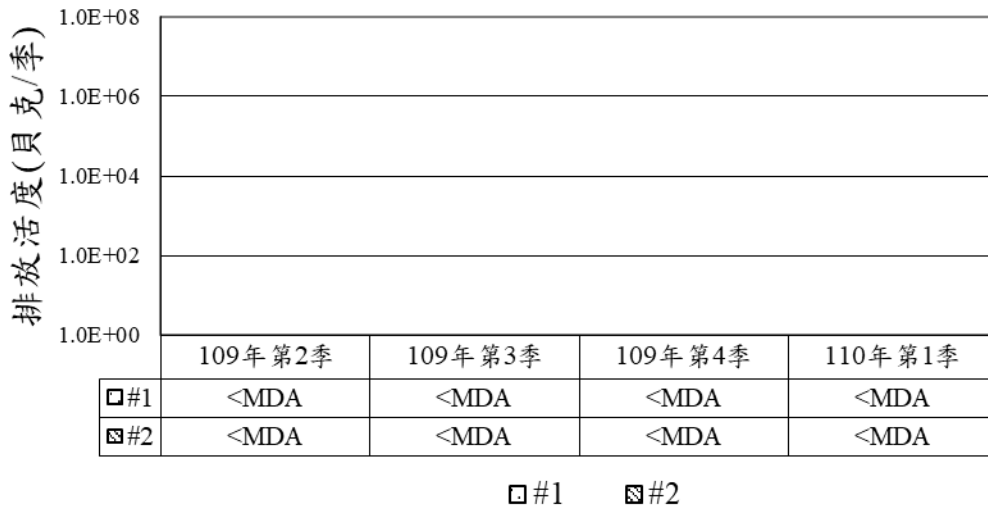 排放活度(貝克/季)
1.0E+08
1.0E+06
1.0E+04
1.0E+02
1.0E+00
109年第2季 109年第3季 109年第4季 110年第1季
#1 <MDA <MDA <MDA <MDA
#2 <MDA <MDA <MDA <MDA
#1 #2